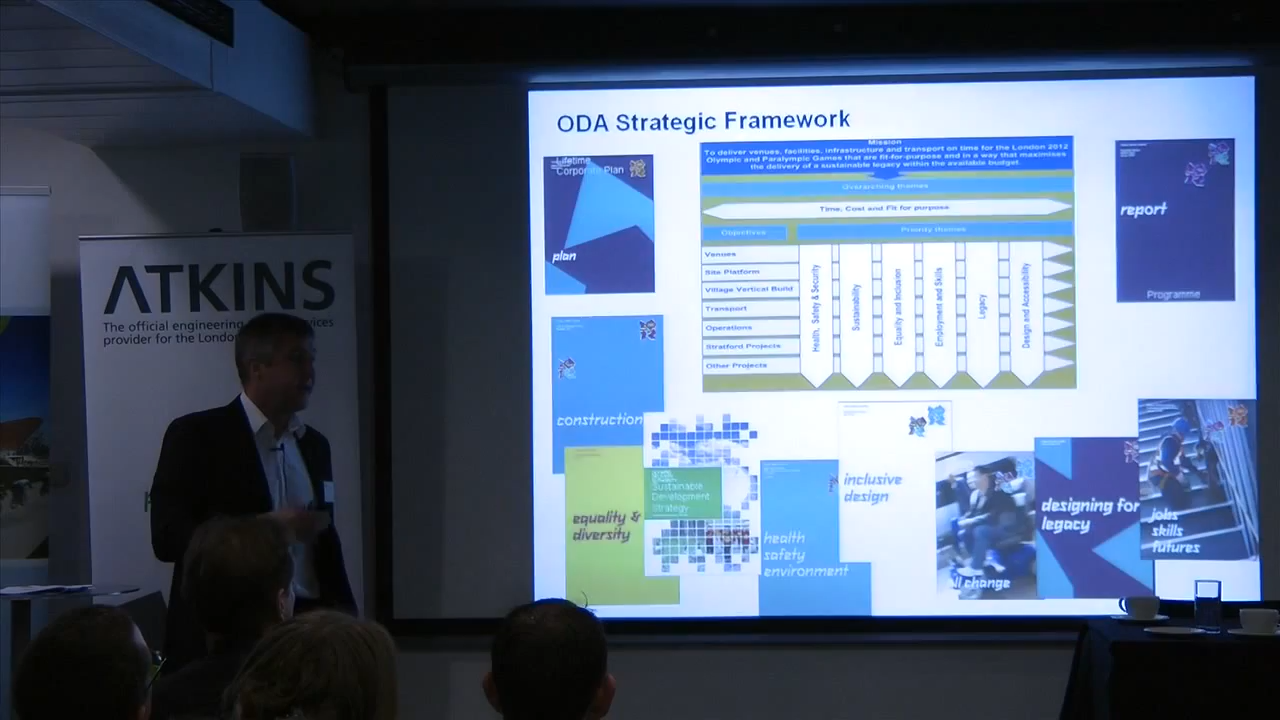 ODA Strategic Framework
ATKINS
The official engineering
provider for the
Lifetime
Corporate Plan
plan
Mission
To deliver venues, facilities, infrastructure and transport on time for the London 2012
Olympic and Paralympic Games that are fit-for-purpose and in a way that maximises
the delivery of a sustainable legacy within the available budget
Overarching themes
Time, Cost and Fit for purpose
Objectives
Priority themes
Venues
Site Platform
Village Vertical Build
Transport
Operations
Stratford Projects
Other Projects
Health, Safety & Security
Sustainability
Equality and Inclusion
Employment and Skills
Legacy
Design and Accessibility
report
Programme
construction
equality &
diversity
Sustainable
Development
Strategy
health
safety
environment
inclusive
design
all change
designing for
legacy
jobs
skills
futures